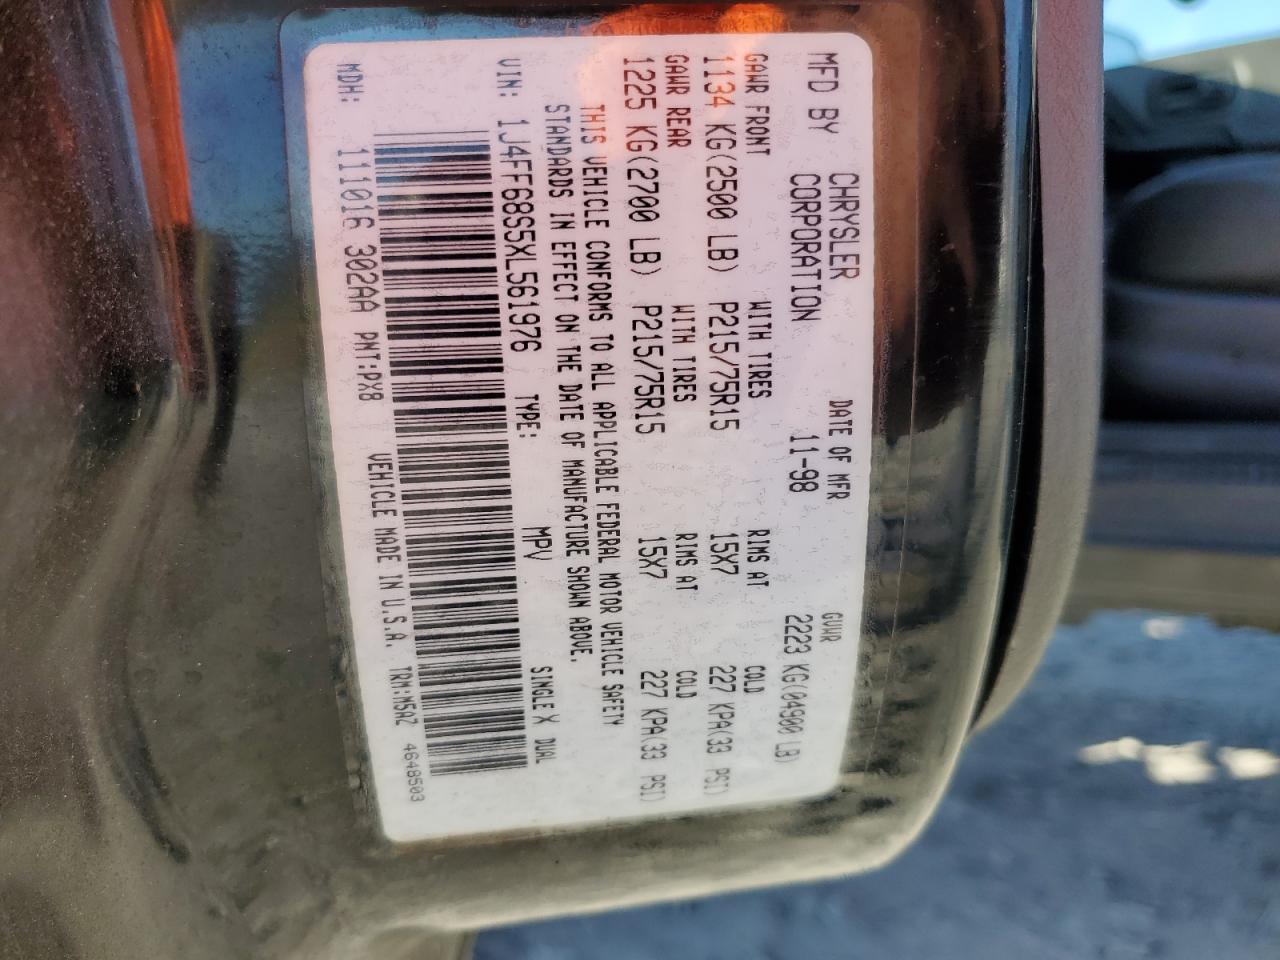 MFD BY CHRYSLER CORPORATION DATE OF MFR 11-98 GVWR 2223 KG(04900 LB)
GAWR FRONT WITH TIRES RIMS AT COLD
1134 KG(2500 LB) P215/75R15 15X7 227 KPA(33 PSI)
GAWR REAR WITH TIRES RIMS AT COLD
1225 KG(2700 LB) P215/75R15 15X7 227 KPA(33 PSI)
THIS VEHICLE CONFORMS TO ALL APPLICABLE FEDERAL MOTOR VEHICLE SAFETY
STANDARDS IN EFFECT ON THE DATE OF MANUFACTURE SHOWN ABOVE.
VIN: 1J4FF68S5XL561976 TYPE: MPV SINGLE X DUAL
MDH: 111016 302AA PNT:PX8 VEHICLE MADE IN U.S.A. TRM:M5AZ 4648503